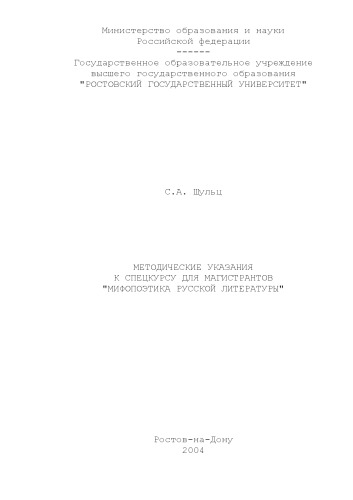 Министерство образования и науки
Российской федерации
------
Государственное образовательное учреждение
высшего государственного образования
"РОСТОВСКИЙ ГОСУДАРСТВЕННЫЙ УНИВЕРСИТЕТ"
С.А. Шульц
МЕТОДИЧЕСКИЕ УКАЗАНИЯ
К СПЕЦКУРСУ ДЛЯ МАГИСТРАНТОВ
"МИФОПОЭТИКА РУССКОЙ ЛИТЕРАТУРЫ"
Ростов-на-Дону
2004